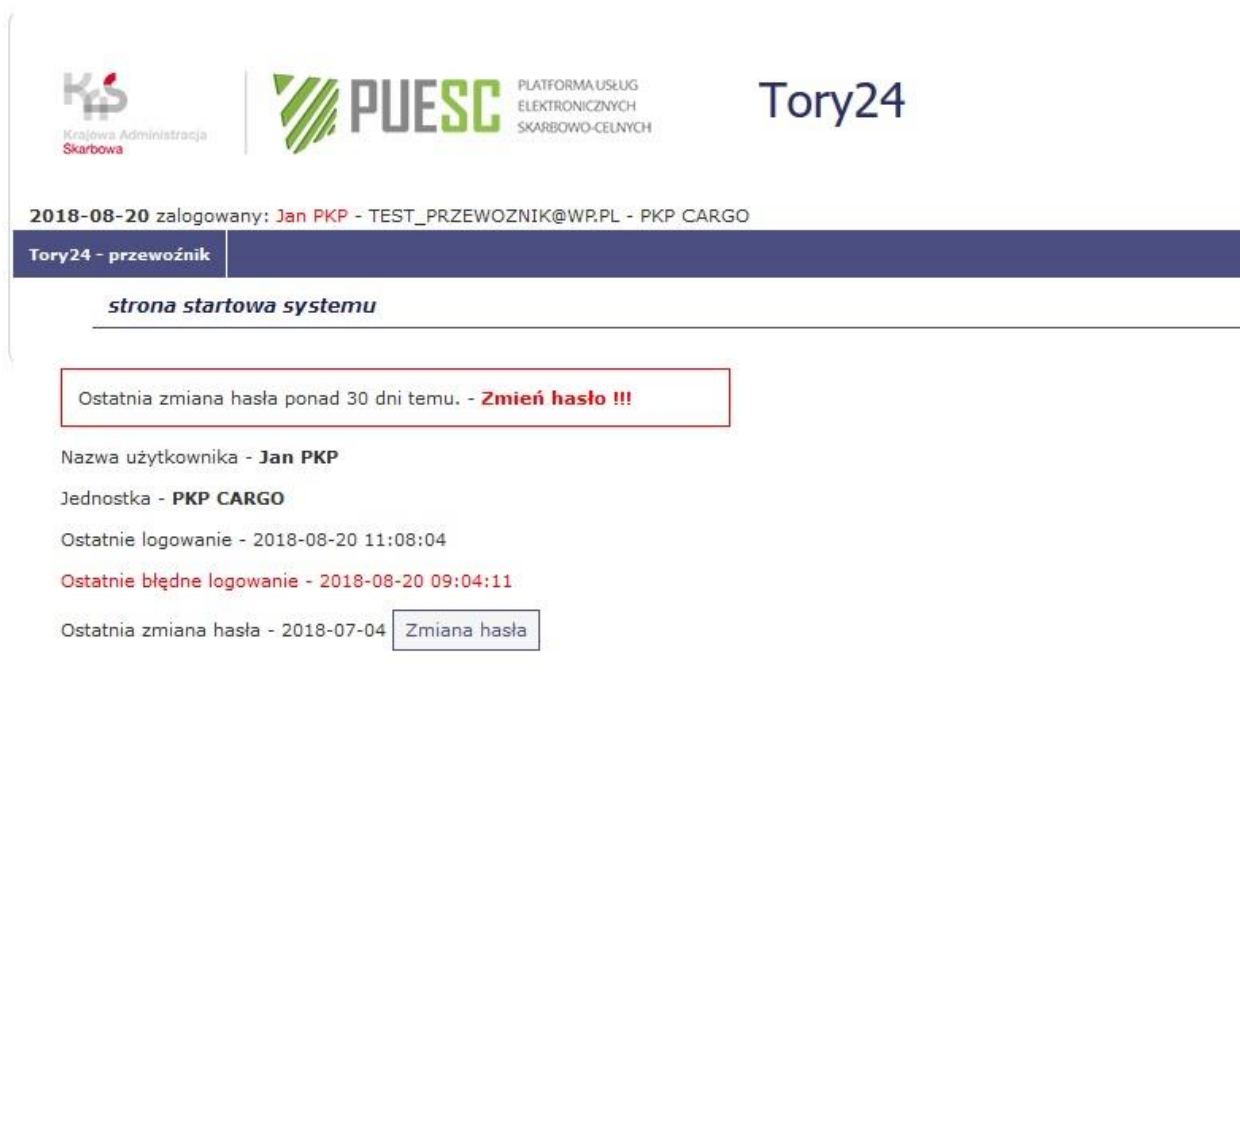 KAS
Krajowa Administracja
Skarbowa
PUESC
PLATFORMA USŁUG
ELEKTRONICZNYCH
SKARBOWO-CELNYCH
Tory24
2018-08-20 zalogowany: Jan PKP - TEST_PRZEWOZNIK@WP.PL - PKP CARGO
Tory24 - przewoźnik
strona startowa systemu
Ostatnia zmiana hasła ponad 30 dni temu. - Zmień hasło !!!
Nazwa użytkownika - Jan PKP
Jednostka - PKP CARGO
Ostatnie logowanie - 2018-08-20 11:08:04
Ostatnie błędne logowanie - 2018-08-20 09:04:11
Ostatnia zmiana hasła - 2018-07-04 Zmiana hasła